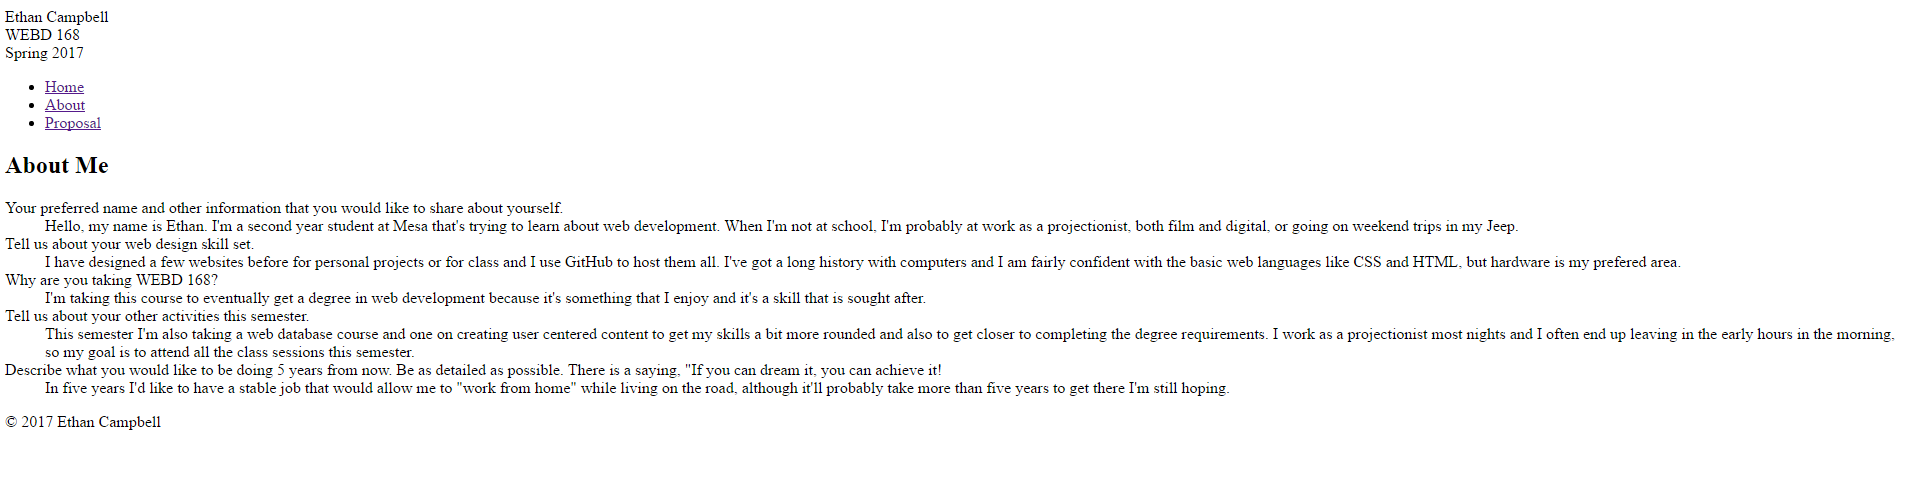 Ethan Campbell
WEBD 168
Spring 2017
Home
About
Proposal
About Me
Your preferred name and other information that you would like to share about yourself.
Hello, my name is Ethan. I'm a second year student at Mesa that's trying to learn about web development. When I'm not at school, I'm probably at work as a projectionist, both film and digital, or going on weekend trips in my Jeep.
Tell us about your web design skill set.
I have designed a few websites before for personal projects or for class and I use GitHub to host them all. I've got a long history with computers and I am fairly confident with the basic web languages like CSS and HTML, but hardware is my prefered area.
Why are you taking WEBD 168?
I'm taking this course to eventually get a degree in web development because it's something that I enjoy and it's a skill that is sought after.
Tell us about your other activities this semester.
This semester I'm also taking a web database course and one on creating user centered content to get my skills a bit more rounded and also to get closer to completing the degree requirements. I work as a projectionist most nights and I often end up leaving in the early hours in the morning,
so my goal is to attend all the class sessions this semester.
Describe what you would like to be doing 5 years from now. Be as detailed as possible. There is a saying, "If you can dream it, you can achieve it!
In five years I'd like to have a stable job that would allow me to "work from home" while living on the road, although it'll probably take more than five years to get there I'm still hoping.
© 2017 Ethan Campbell